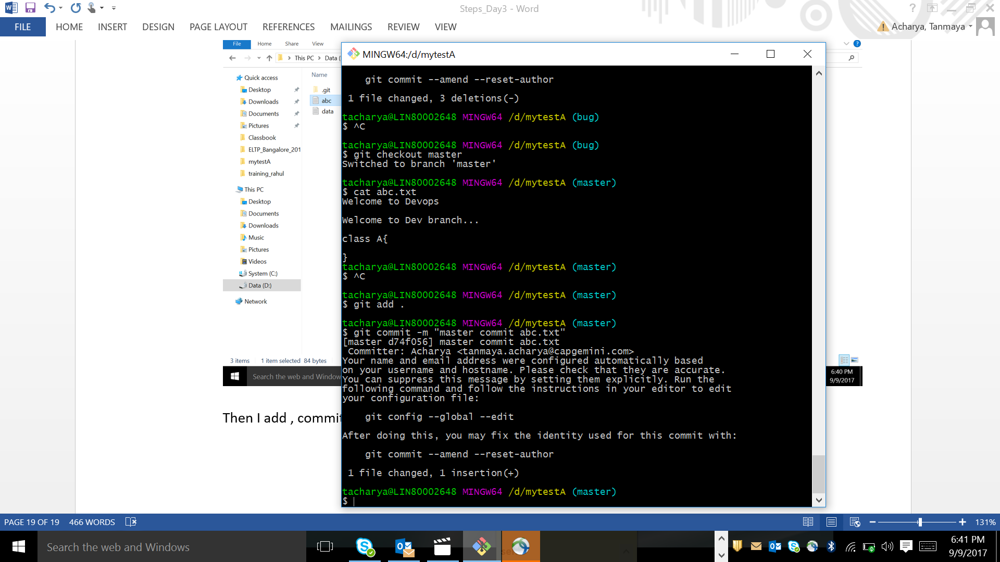 Steps_Day3 - Word
FILE HOME INSERT DESIGN PAGE LAYOUT REFERENCES MAILINGS REVIEW VIEW
Acharya, Tanmaya
File Home Share View
This PC > Data (
Name
Quick access
Desktop
Downloads
Documents
Pictures
Classbook
ELTP_Bangalore_201
mytestA
training_rahul
This PC
Desktop
Documents
Downloads
Music
Pictures
Videos
System (C:)
Data (D:)
Network
.git
abc
data
3 items 1 item selected 84 bytes
Search the web and Window
6:40 PM
9/9/2017
Then I add , commit
MINGW64:/d/mytestA
git commit --amend --reset-author
1 file changed, 3 deletions(-)
tacharya@LIN80002648 MINGW64 /d/mytestA (bug)
$ ^C
tacharya@LIN80002648 MINGW64 /d/mytestA (bug)
$ git checkout master
Switched to branch 'master'
tacharya@LIN80002648 MINGW64 /d/mytestA (master)
$ cat abc.txt
Welcome to Devops
Welcome to Dev branch...
class A{
}
tacharya@LIN80002648 MINGW64 /d/mytestA (master)
$ ^C
tacharya@LIN80002648 MINGW64 /d/mytestA (master)
$ git add .
tacharya@LIN80002648 MINGW64 /d/mytestA (master)
$ git commit -m "master commit abc.txt"
[master d74f056] master commit abc.txt
Committer: Acharya <tanmaya.acharya@capgemini.com>
Your name and email address were configured automatically based
on your username and hostname. Please check that they are accurate.
You can suppress this message by setting them explicitly. Run the
following command and follow the instructions in your editor to edit
your configuration file:
git config --global --edit
After doing this, you may fix the identity used for this commit with:
git commit --amend --reset-author
1 file changed, 1 insertion(+)
tacharya@LIN80002648 MINGW64 /d/mytestA (master)
$
PAGE 19 OF 19 466 WORDS
131%
Search the web and Windows
6:41 PM
9/9/2017